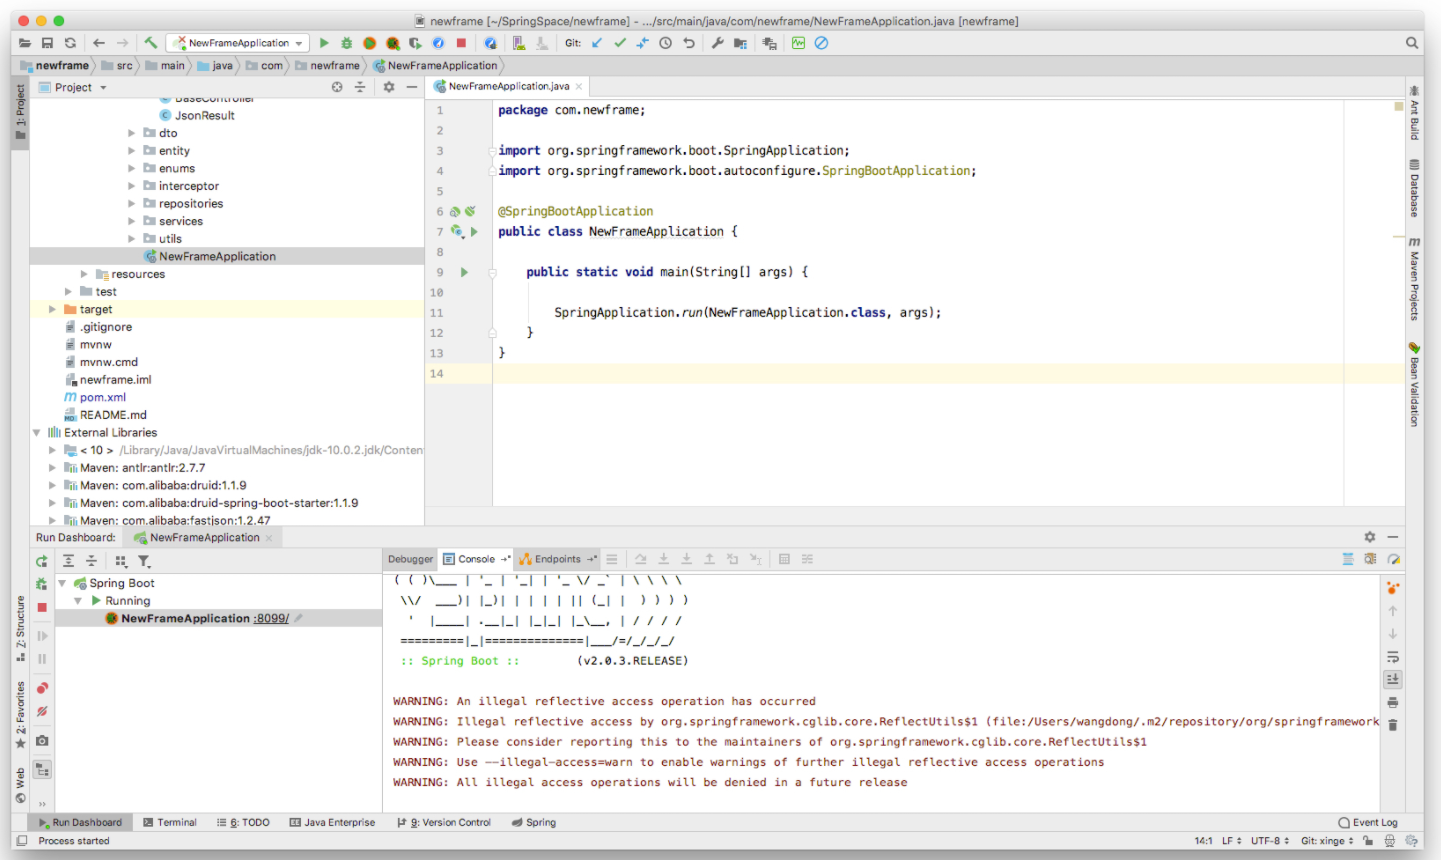 newframe [~/SpringSpace/newframe] - .../src/main/java/com/newframe/NewFrameApplication.java [newframe]
NewFrameApplication
Git:
newframe
src
main
java
com
newframe
NewFrameApplication
Project
NewFrameApplication.java
1: Project
BaseController
JsonResult
dto
entity
enums
interceptor
repositories
services
utils
NewFrameApplication
resources
test
target
.gitignore
mvnw
mvnw.cmd
newframe.iml
pom.xml
README.md
External Libraries
< 10 > /Library/Java/JavaVirtualMachines/jdk-10.0.2.jdk/Conten
Maven: antlr:antlr:2.7.7
Maven: com.alibaba:druid:1.1.9
Maven: com.alibaba:druid-spring-boot-starter:1.1.9
Maven: com.alibaba:fastjson:1.2.47
1 package com.newframe;
2
3 import org.springframework.boot.SpringApplication;
4 import org.springframework.boot.autoconfigure.SpringBootApplication;
5
6 @SpringBootApplication
7 public class NewFrameApplication {
8
9 public static void main(String[] args) {
10
11 SpringApplication.run(NewFrameApplication.class, args);
12 }
13 }
14
Ant Build
Database
Maven Projects
Bean Validation
Run Dashboard:
NewFrameApplication
Debugger
Console
Endpoints
Spring Boot
Running
NewFrameApplication :8099/
( ( )\___ | '_ | '_| | '_ \/ _` | \ \ \ \
\\/  ___)| |_)| | | | | || (_| |  ) ) ) )
'  |____| .__|_| |_|_| |_\__, | / / / /
=========|_|==============|___/=/_/_/_/
:: Spring Boot :: (v2.0.3.RELEASE)
WARNING: An illegal reflective access operation has occurred
WARNING: Illegal reflective access by org.springframework.cglib.core.ReflectUtils$1 (file:/Users/wangdong/.m2/repository/org/springframework
WARNING: Please consider reporting this to the maintainers of org.springframework.cglib.core.ReflectUtils$1
WARNING: Use --illegal-access=warn to enable warnings of further illegal reflective access operations
WARNING: All illegal access operations will be denied in a future release
Z: Structure
2: Favorites
Web
Run Dashboard
Terminal
6: TODO
Java Enterprise
9: Version Control
Spring
Event Log
Process started
14:1
LF
UTF-8
Git: xinge